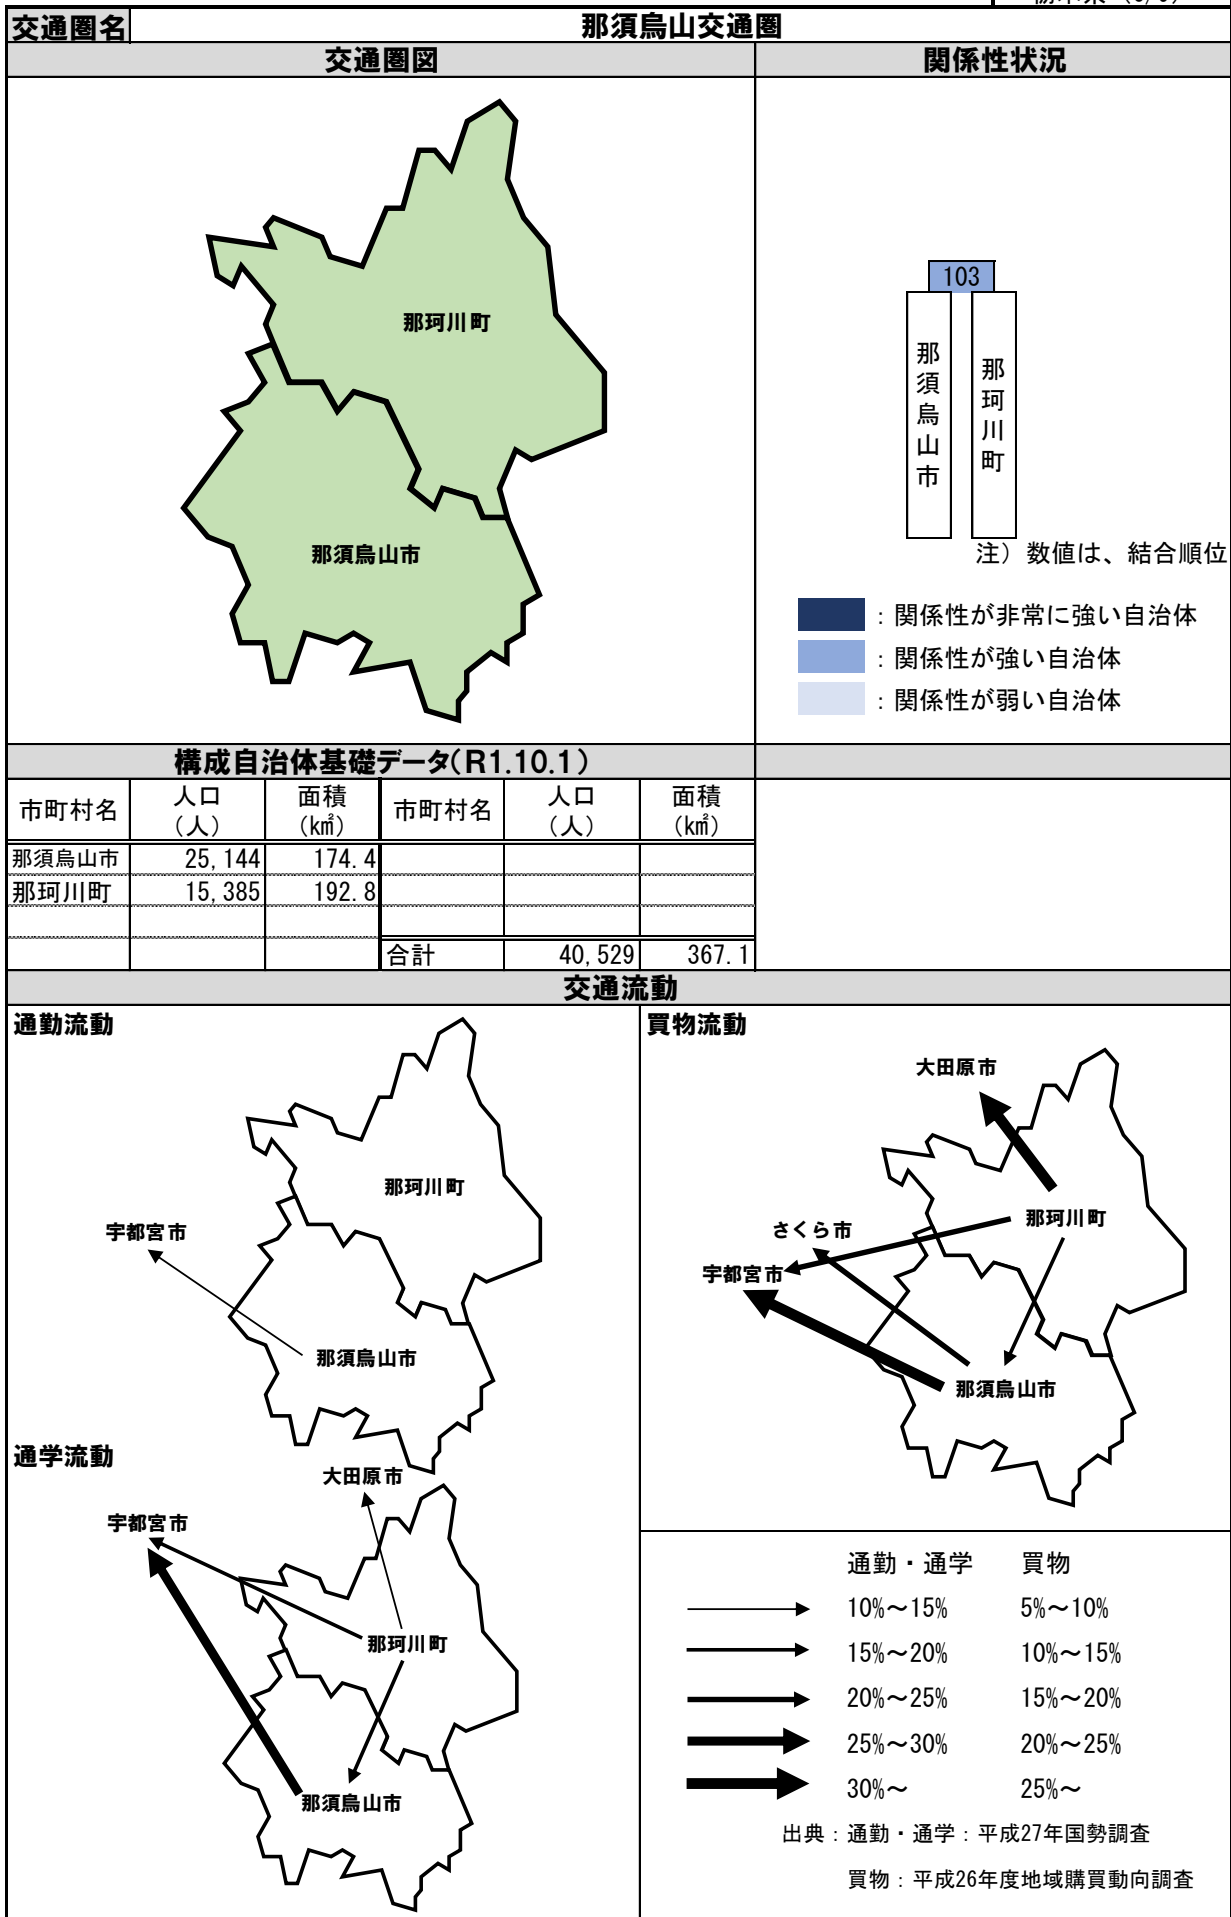 交通圏名
那須烏山交通圏
交通圏図
関係性状況
那珂川町
那須烏山市
103
那須烏山市
那珂川町
注）数値は、結合順位
：関係性が非常に強い自治体
：関係性が強い自治体
：関係性が弱い自治体
構成自治体基礎データ(R1.10.1)
市町村名 人口（人） 面積（k㎡） 市町村名 人口（人） 面積（k㎡）
那須烏山市 25,144 174.4
那珂川町 15,385 192.8
合計 40,529 367.1
交通流動
通勤流動
那珂川町
宇都宮市
那須烏山市
通学流動
大田原市
宇都宮市
那珂川町
那須烏山市
買物流動
大田原市
那珂川町
さくら市
宇都宮市
那須烏山市
通勤・通学 買物
10%～15% 5%～10%
15%～20% 10%～15%
20%～25% 15%～20%
25%～30% 20%～25%
30%～ 25%～
出典：通勤・通学：平成27年国勢調査
買物：平成26年度地域購買動向調査